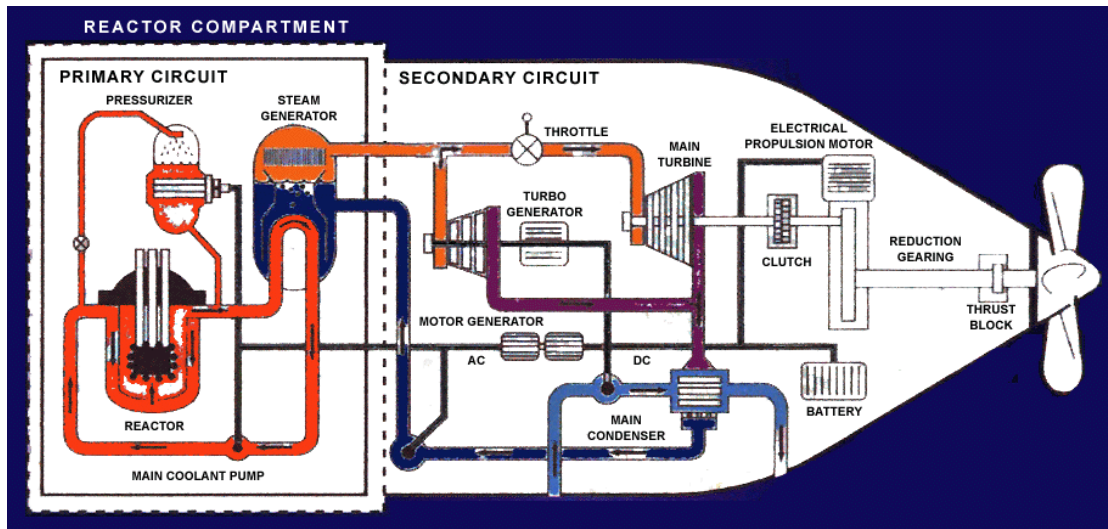 REACTOR COMPARTMENT
PRIMARY CIRCUIT
SECONDARY CIRCUIT
PRESSURIZER
STEAM
GENERATOR
THROTTLE
MAIN
TURBINE
ELECTRICAL
PROPULSION MOTOR
TURBO
GENERATOR
CLUTCH
REDUCTION
GEARING
THRUST
BLOCK
MOTOR GENERATOR
AC
DC
BATTERY
REACTOR
MAIN
CONDENSER
MAIN COOLANT PUMP